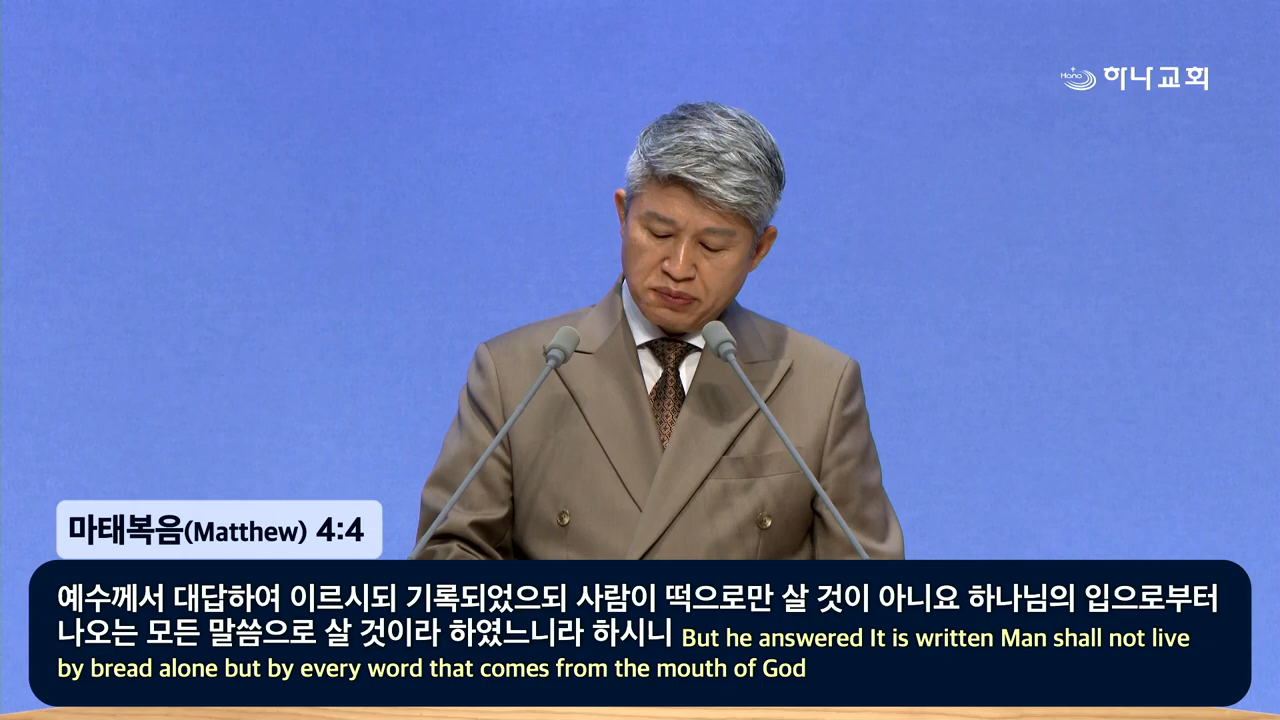 Hana 하나교회
마태복음(Matthew) 4:4
예수께서 대답하여 이르시되 기록되었으되 사람이 떡으로만 살 것이 아니요 하나님의 입으로부터
나오는 모든 말씀으로 살 것이라 하였느니라 하시니 But he answered It is written Man shall not live
by bread alone but by every word that comes from the mouth of God